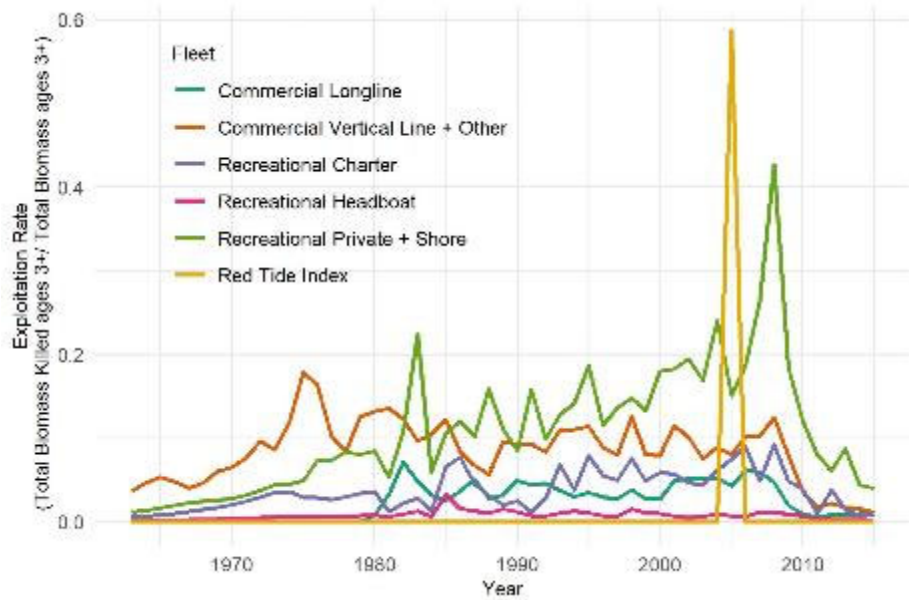 Exploitation Rate
(Total Biomass Killed ages 3+/ Total Biomass ages 3+)
0.6
0.4
0.2
0.0
Fleet
Commercial Longline
Commercial Vertical Line + Other
Recreational Charter
Recreational Headboat
Recreational Private + Shore
Red Tide Index
1970
1980
1990
2000
2010
Year